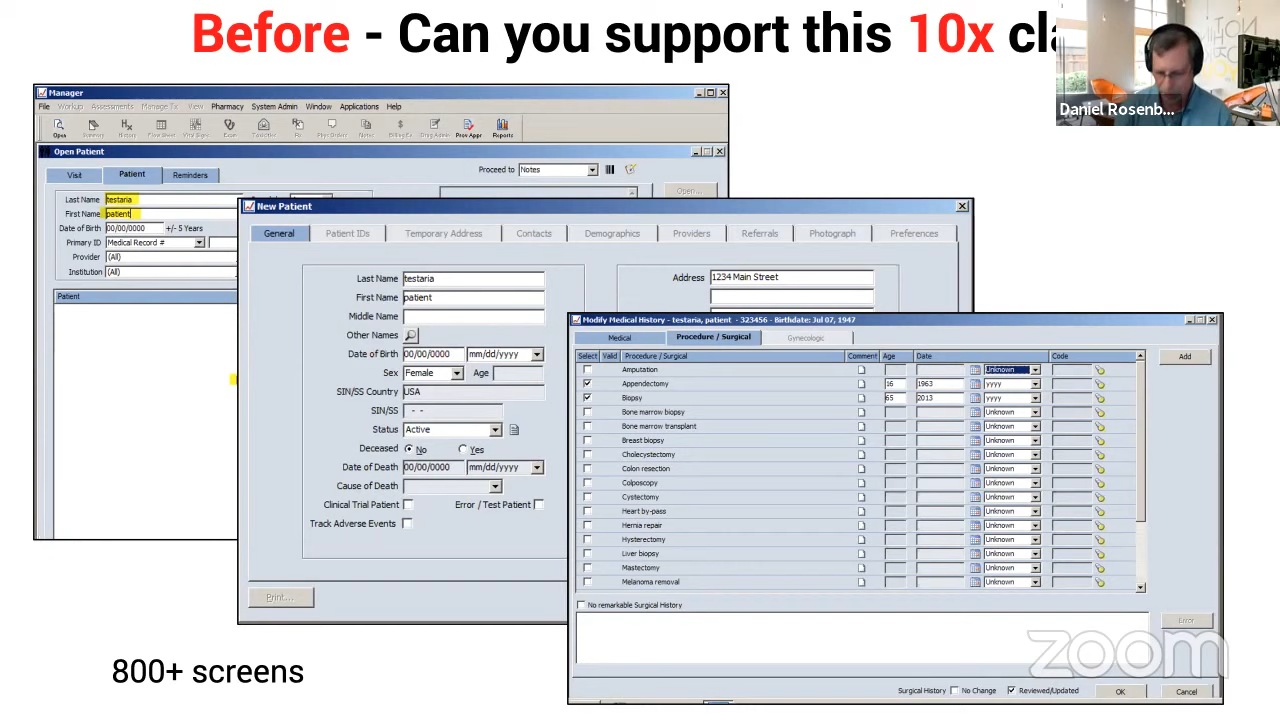 Before - Can you support this 10x cla
Daniel Rosenb...
Manager
File Workup Assessments Manage Tx View Pharmacy System Admin Window Applications Help
Open Summary History Flow Sheet Vital Signs Exam Toxicities Rx Phys Orders Notes Billing Ex Drug Admin Prov Appr Reports
Open Patient
Visit Patient Reminders
Proceed to Notes
Open...
Last Name testaria
First Name patient
Date of Birth 00/00/0000 +/- 5 Years
Primary ID Medical Record #
Provider (All)
Institution (All)
Patient
New Patient
General Patient IDs Temporary Address Contacts Demographics Providers Referrals Photograph Preferences
Last Name testaria
First Name patient
Middle Name
Other Names
Date of Birth 00/00/0000 mm/dd/yyyy
Sex Female Age
SIN/SS Country USA
SIN/SS - -
Status Active
Deceased No Yes
Date of Death 00/00/0000 mm/dd/yyyy
Cause of Death
Clinical Trial Patient Error / Test Patient
Track Adverse Events
Print...
Address 1234 Main Street
Modify Medical History - testaria, patient - 323456 - Birthdate: Jul 07, 1947
Medical Procedure / Surgical Gynecologic
Select Valid Procedure / Surgical Comment Age Date Code
Add
Amputation Unknown
Appendectomy 16 1963 yyyy
Biopsy 65 2013 yyyy
Bone marrow biopsy Unknown
Bone marrow transplant Unknown
Breast biopsy Unknown
Cholecystectomy Unknown
Colon resection Unknown
Colposcopy Unknown
Cystectomy Unknown
Heart by-pass Unknown
Hernia repair Unknown
Hysterectomy Unknown
Liver biopsy Unknown
Mastectomy Unknown
Melanoma removal Unknown
No remarkable Surgical History
Error
Surgical History No Change Reviewed/Updated OK Cancel
800+ screens
zoom